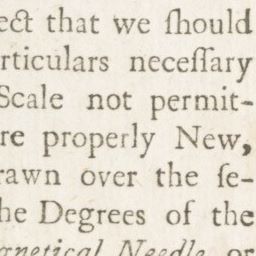 ect that we ſhould
rticulars neceſſary
Scale not permit-
re properly New,
rawn over the ſe-
he Degrees of the
gnetical Needle or